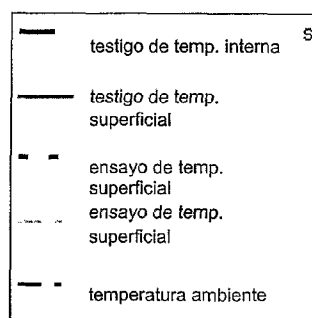 S
testigo de temp. interna
testigo de temp.
superficial
ensayo de temp.
superficial
ensayo de temp.
superficial
temperatura ambiente